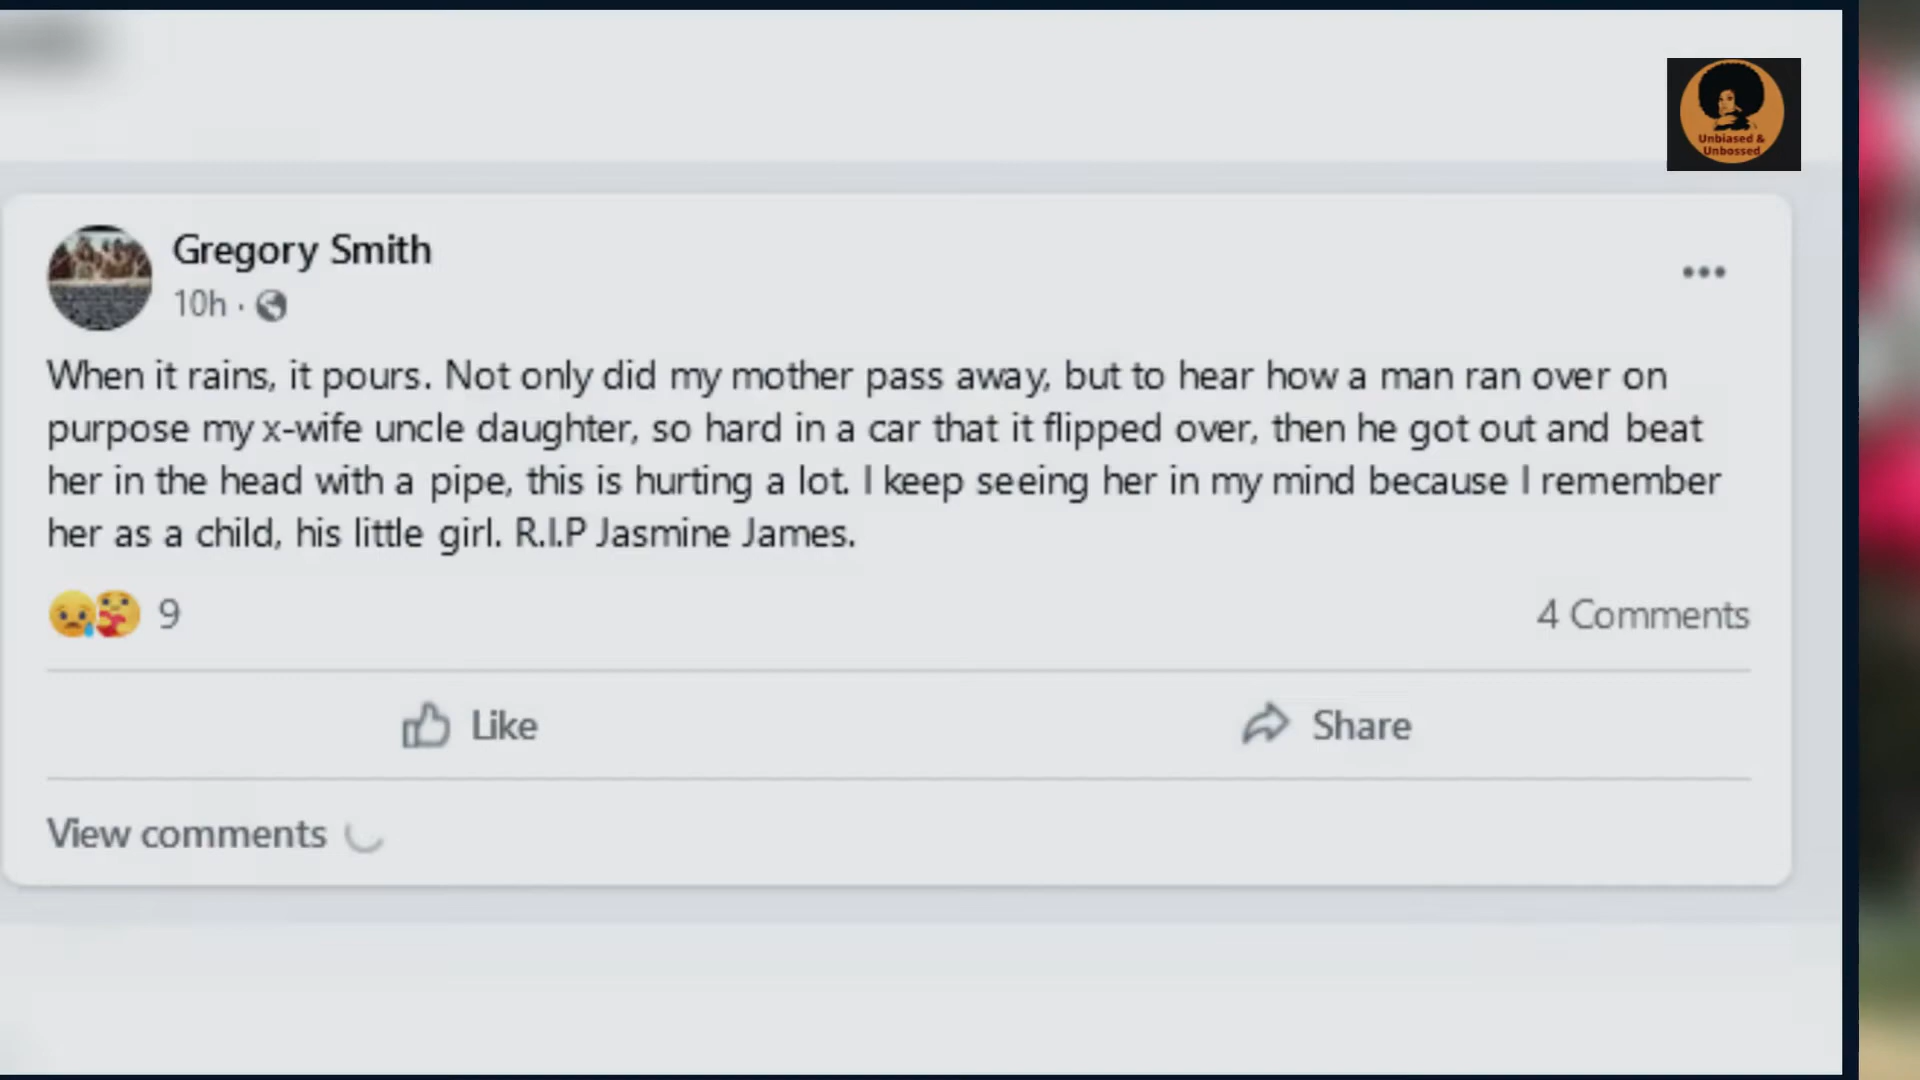 Unbiased &
Unbossed
Gregory Smith
10h ·
When it rains, it pours. Not only did my mother pass away, but to hear how a man ran over on
purpose my x-wife uncle daughter, so hard in a car that it flipped over, then he got out and beat
her in the head with a pipe, this is hurting a lot. I keep seeing her in my mind because I remember
her as a child, his little girl. R.I.P Jasmine James.
9
4 Comments
Like
Share
View comments